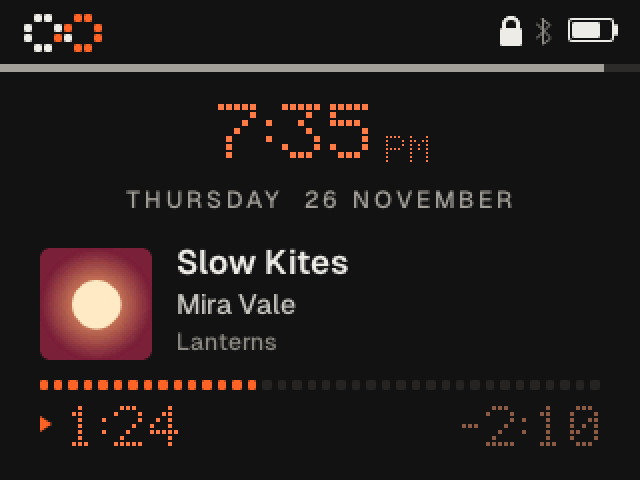 7:35 PM
THURSDAY 26 NOVEMBER
Slow Kites
Mira Vale
Lanterns
1:24 -2:10